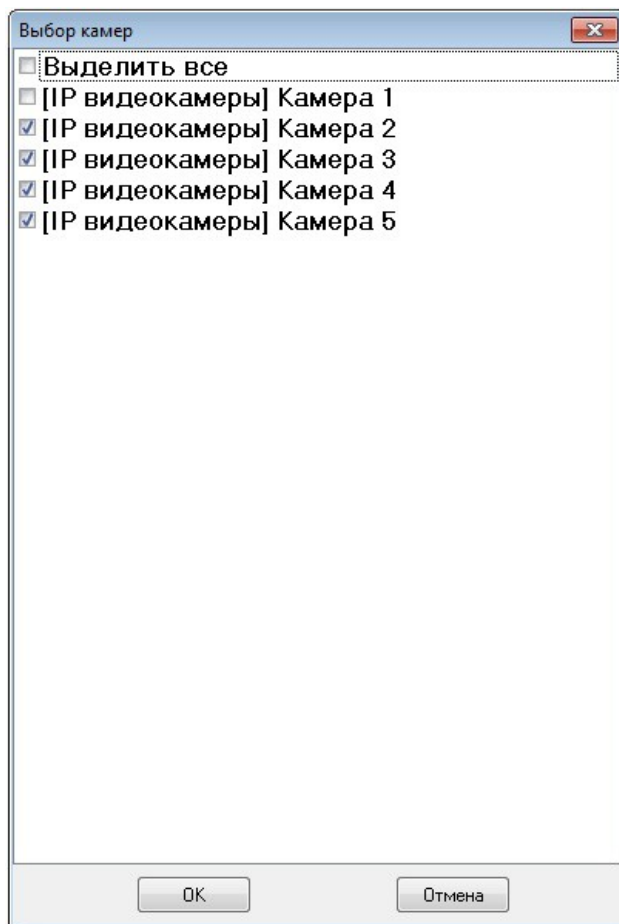 Выбор камер
Выделить все
[IP видеокамеры] Камера 1
[IP видеокамеры] Камера 2
[IP видеокамеры] Камера 3
[IP видеокамеры] Камера 4
[IP видеокамеры] Камера 5
OK Отмена